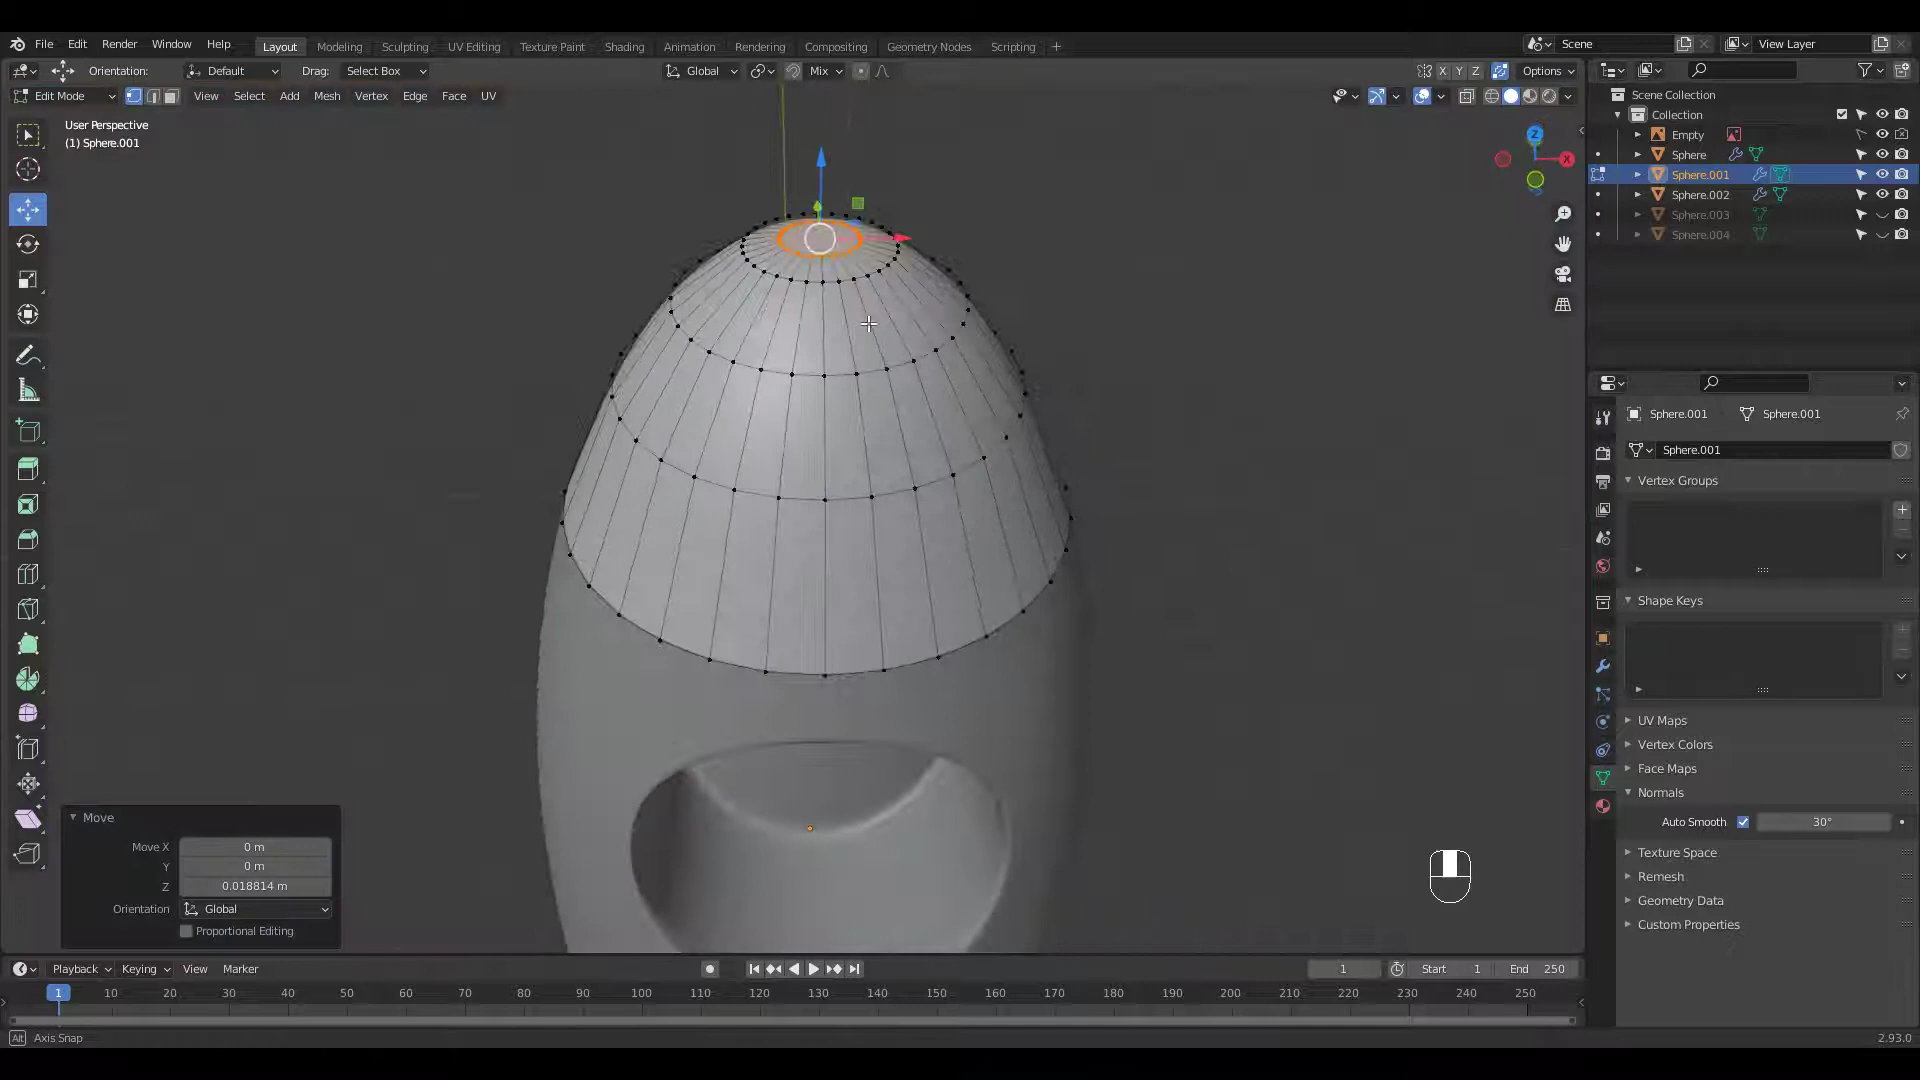 File Edit Render Window Help Layout Modeling Sculpting UV Editing Texture Paint Shading Animation Rendering Compositing Geometry Nodes Scripting + Scene View Layer
Orientation: Default Drag: Select Box Global Mix X Y Z Options
Edit Mode View Select Add Mesh Vertex Edge Face UV
User Perspective
(1) Sphere.001
Z
X
Scene Collection
Collection
Empty
Sphere
Sphere.001
Sphere.002
Sphere.003
Sphere.004
Sphere.001 Sphere.001
Sphere.001
Vertex Groups
Shape Keys
UV Maps
Vertex Colors
Face Maps
Normals
Auto Smooth 30°
Texture Space
Remesh
Geometry Data
Custom Properties
Move
Move X 0 m
Y 0 m
Z 0.018814 m
Orientation Global
Proportional Editing
Playback Keying View Marker 1 Start 1 End 250
1 10 20 30 40 50 60 70 80 90 100 110 120 130 140 150 160 170 180 190 200 210 220 230 240 250
Alt Axis Snap 2.93.0